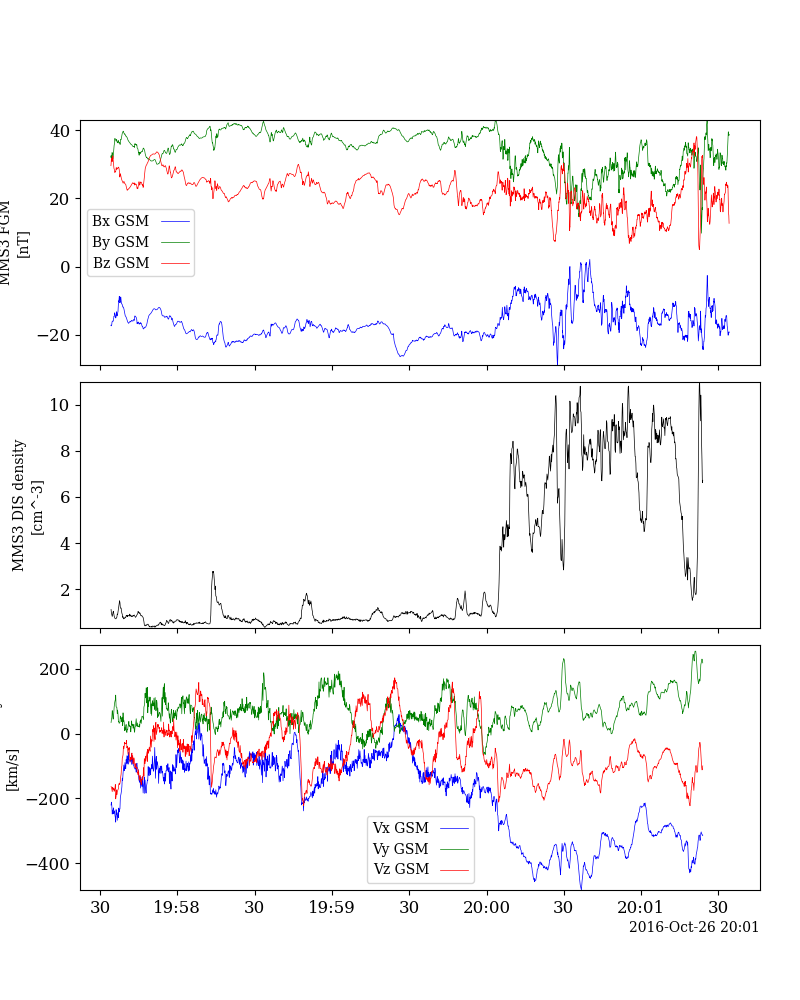 40
20
0
−20
MMS3 FGM
[nT]
Bx GSM
By GSM
Bz GSM
10
8
6
4
2
MMS3 DIS density
[cm^-3]
200
0
−200
−400
[km/s]
Vx GSM
Vy GSM
Vz GSM
30 19:58 30 19:59 30 20:00 30 20:01 30
2016-Oct-26 20:01